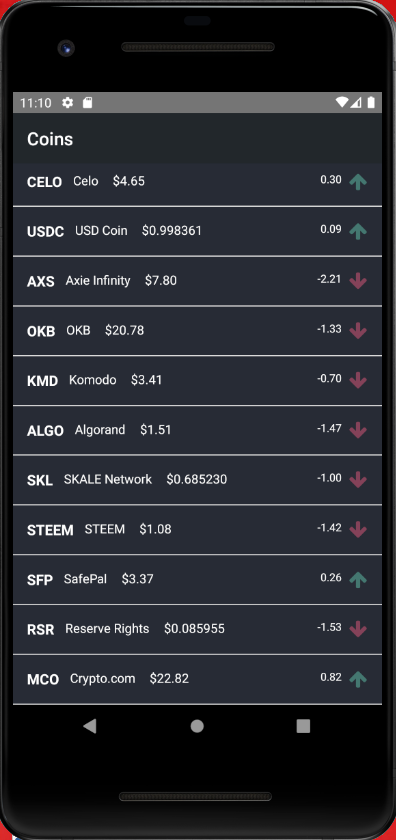 11:10
Coins
CELO Celo $4.65 0.30
USDC USD Coin $0.998361 0.09
AXS Axie Infinity $7.80 -2.21
OKB OKB $20.78 -1.33
KMD Komodo $3.41 -0.70
ALGO Algorand $1.51 -1.47
SKL SKALE Network $0.685230 -1.00
STEEM STEEM $1.08 -1.42
SFP SafePal $3.37 0.26
RSR Reserve Rights $0.085955 -1.53
MCO Crypto.com $22.82 0.82